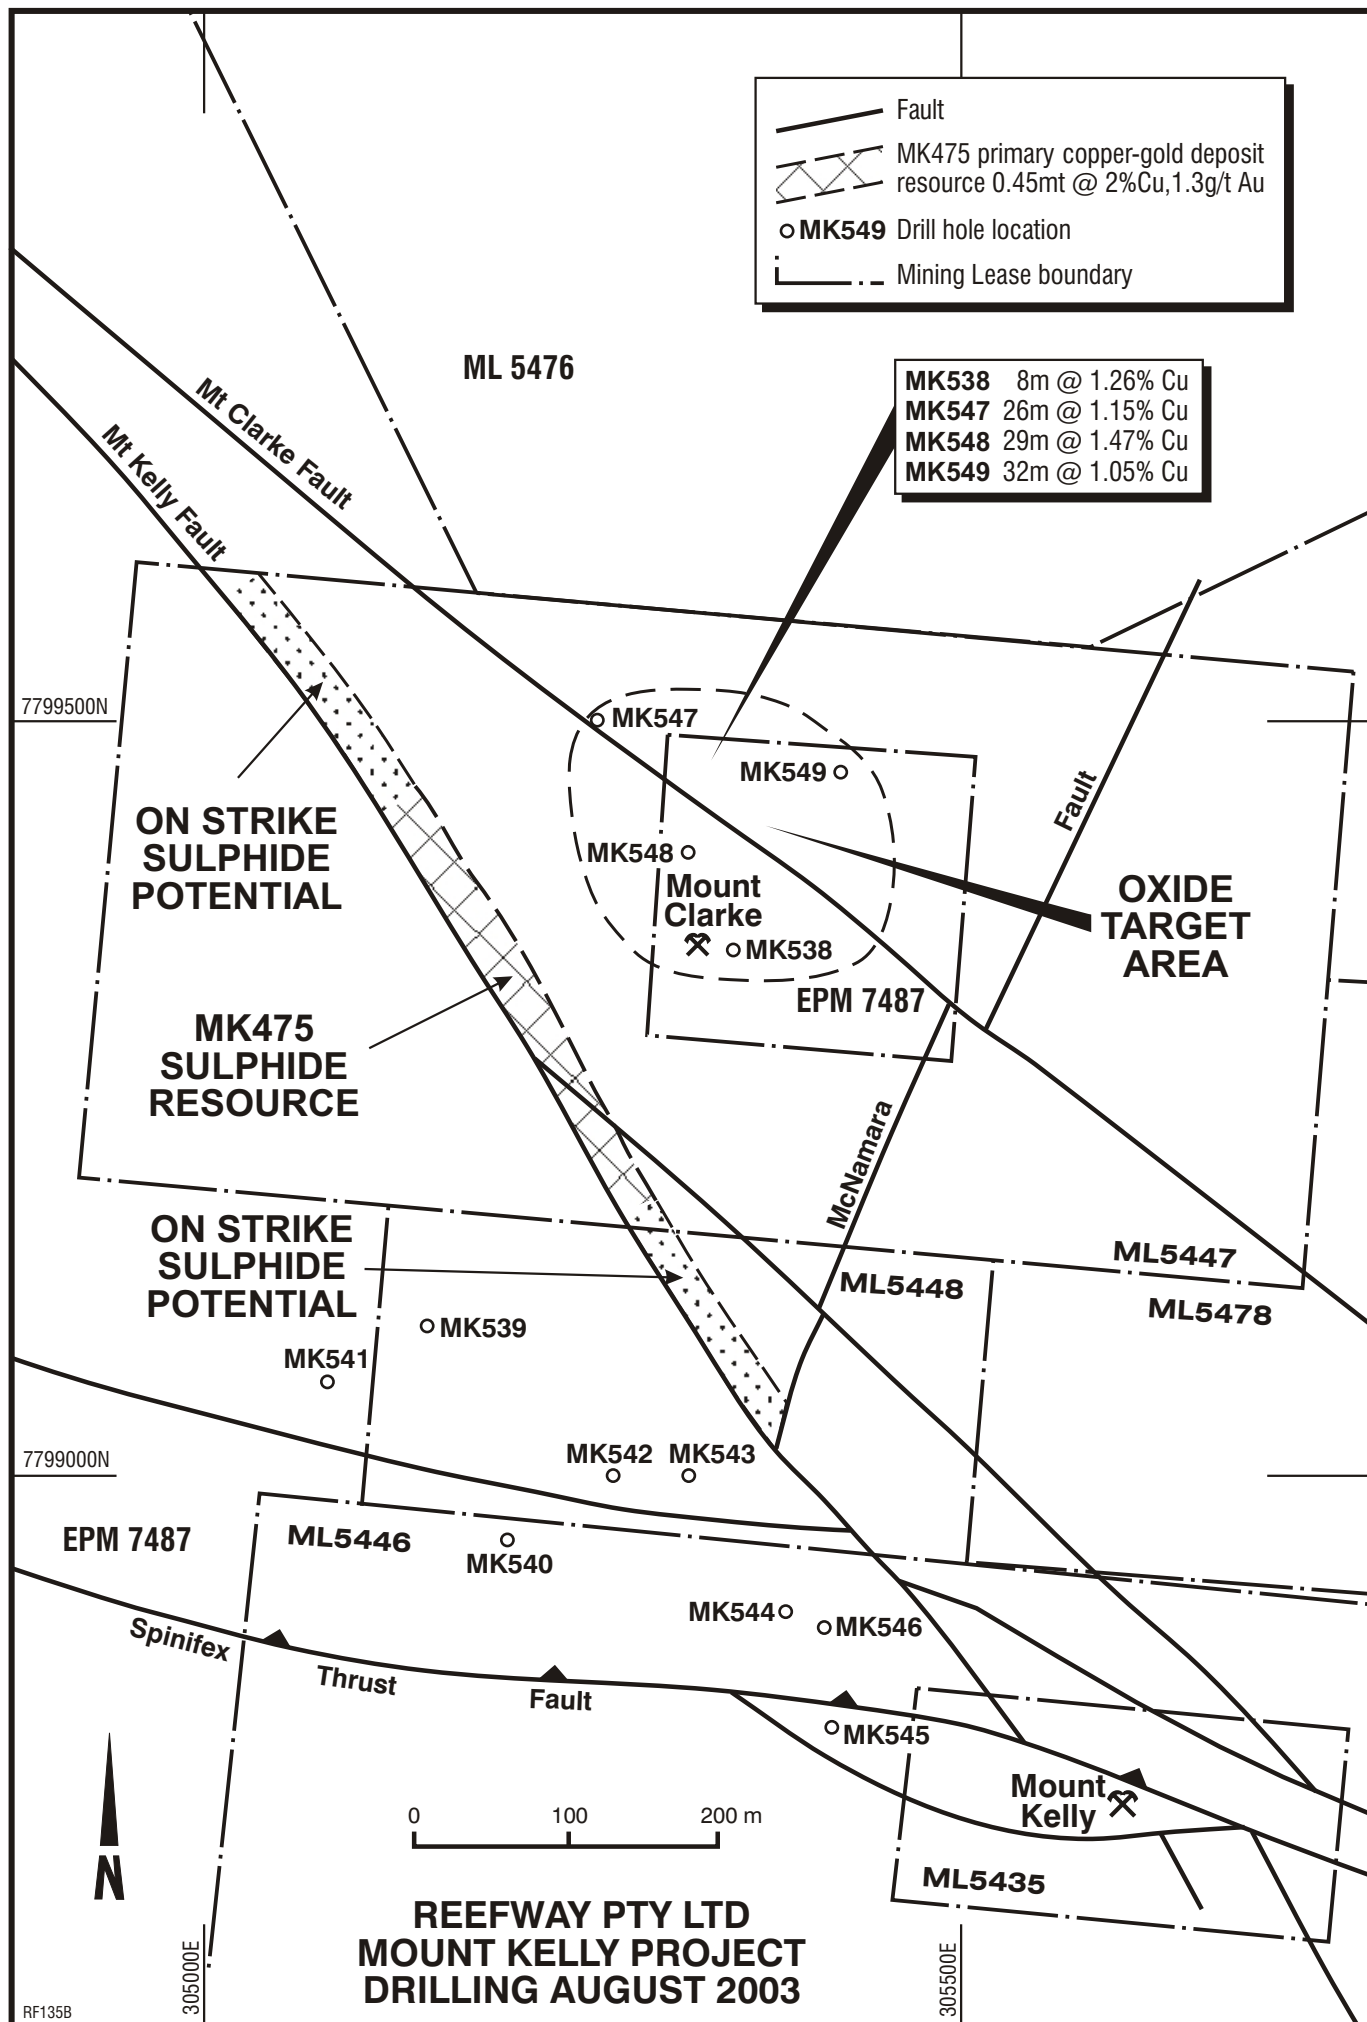 Fault
MK475 primary copper-gold deposit
resource 0.45mt @ 2%Cu,1.3g/t Au
MK549 Drill hole location
Mining Lease boundary
ML 5476
MK538 8m @ 1.26% Cu
MK547 26m @ 1.15% Cu
MK548 29m @ 1.47% Cu
MK549 32m @ 1.05% Cu
Mt Clarke Fault
Mt Kelly Fault
7799500N
MK547
MK549
Fault
ON STRIKE
SULPHIDE
POTENTIAL
MK548
Mount
Clarke
MK538
OXIDE
TARGET
AREA
EPM 7487
MK475
SULPHIDE
RESOURCE
McNamara
ON STRIKE
SULPHIDE
POTENTIAL
ML5447
ML5448
ML5478
MK539
MK541
7799000N
MK542
MK543
EPM 7487
ML5446
MK540
MK544
MK546
Spinifex
Thrust
Fault
MK545
Mount
Kelly
0 100 200 m
N
ML5435
REEFWAY PTY LTD
MOUNT KELLY PROJECT
DRILLING AUGUST 2003
305000E
305500E
RF135B